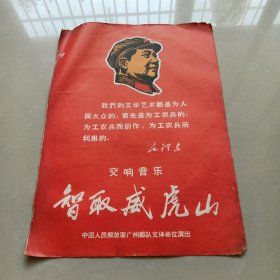 我们的文学艺术都是为人
民大众的，首先是为工农兵的，
为工农兵而创作，为工农兵所
利用的。
毛泽东
交响音乐
智取威虎山
中国人民解放军广州部队文体单位演出